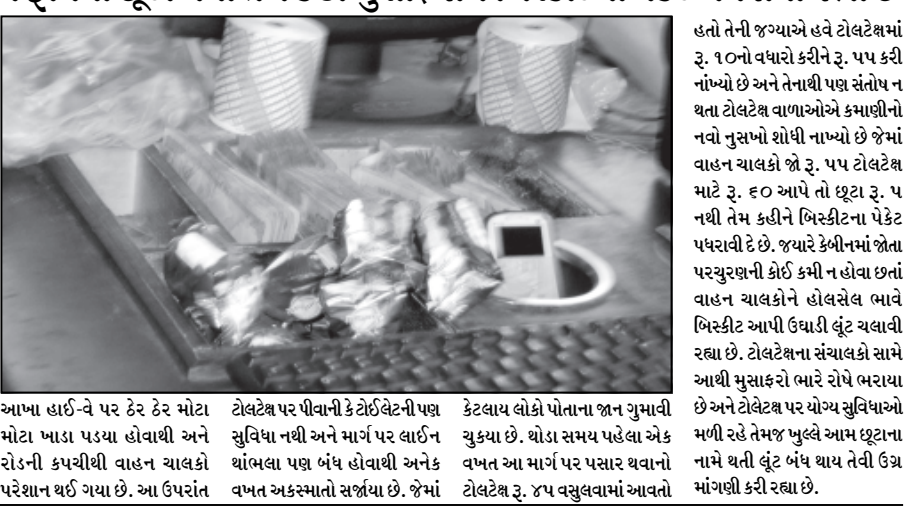 આખા હાઈ-વે પર ઠેર ઠેર મોટા
મોટા ખાડા પડયા હોવાથી અને
રોડની કપચીથી વાહન ચાલકો
પરેશાન થઈ ગયા છે. આ ઉપરાંત
ટોલટેક્ષ પર પીવાની કે ટોઈલેટની પણ
સુવિધા નથી અને માર્ગ પર લાઈન
થાંભલા પણ બંધ હોવાથી અનેક
વખત અકસ્માતો સર્જાયા છે. જેમાં
કેટલાય લોકો પોતાના જાન ગુમાવી
ચુકયા છે. થોડા સમય પહેલા એક
વખત આ માર્ગ પર પસાર થવાનો
ટોલટેક્ષ રૂ. ૪૫ વસુલવામાં આવતો
હતો તેની જગ્યાએ હવે ટોલટેક્ષમાં
રૂ. ૧૦નો વધારો કરીને રૂ. ૫૫ કરી
નાંખ્યો છે અને તેનાથી પણ સંતોષ ન
થતા ટોલટેક્ષ વાળાઓએ કમાણીનો
નવો નુસખો શોધી નાખ્યો છે જેમાં
વાહન ચાલકો જો રૂ. ૫૫ ટોલટેક્ષ
માટે રૂ. ૬૦ આપે તો છૂટા રૂ. ૫
નથી તેમ કહીને બિસ્કીટના પેકેટ
પધરાવી દે છે. જયારે કેબીનમાં જોતા
પરચુરણની કોઈ કમી ન હોવા છતાં
વાહન ચાલકોને હોલસેલ ભાવે
બિસ્કીટ આપી ઉઘાડી લૂંટ ચલાવી
રહ્યા છે. ટોલટેક્ષના સંચાલકો સામે
આથી મુસાફરો ભારે રોષે ભરાયા
છે અને ટોલેટક્ષ પર યોગ્ય સુવિધાઓ
મળી રહે તેમજ ખુલ્લે આમ છૂટાના
નામે થતી લૂંટ બંધ થાય તેવી ઉગ્ર
માંગણી કરી રહ્યા છે.